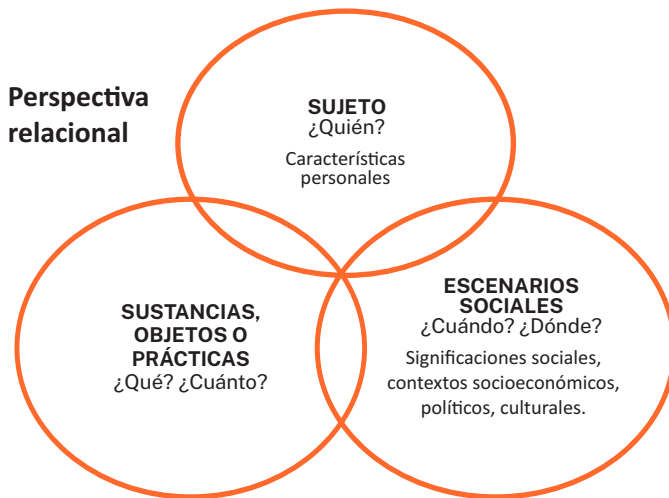 Perspectiva
relacional
SUJETO
¿Quién?
Características
personales
SUSTANCIAS,
OBJETOS O
PRÁCTICAS
¿Qué? ¿Cuánto?
ESCENARIOS
SOCIALES
¿Cuándo? ¿Dónde?
Significaciones sociales,
contextos socioeconómicos,
políticos, culturales.